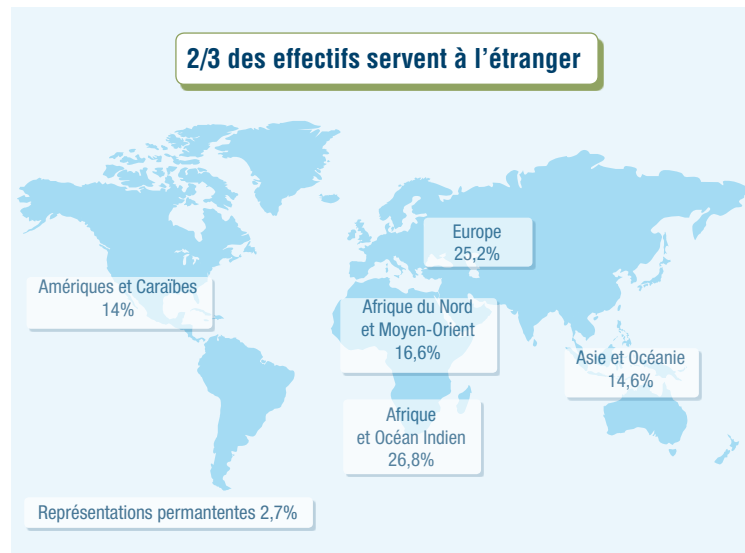 2/3 des effectifs servent à l’étranger
Europe
25,2%
Amériques et Caraïbes
14%
Afrique du Nord
et Moyen-Orient
16,6%
Asie et Océanie
14,6%
Afrique
et Océan Indien
26,8%
Représentations permantentes 2,7%